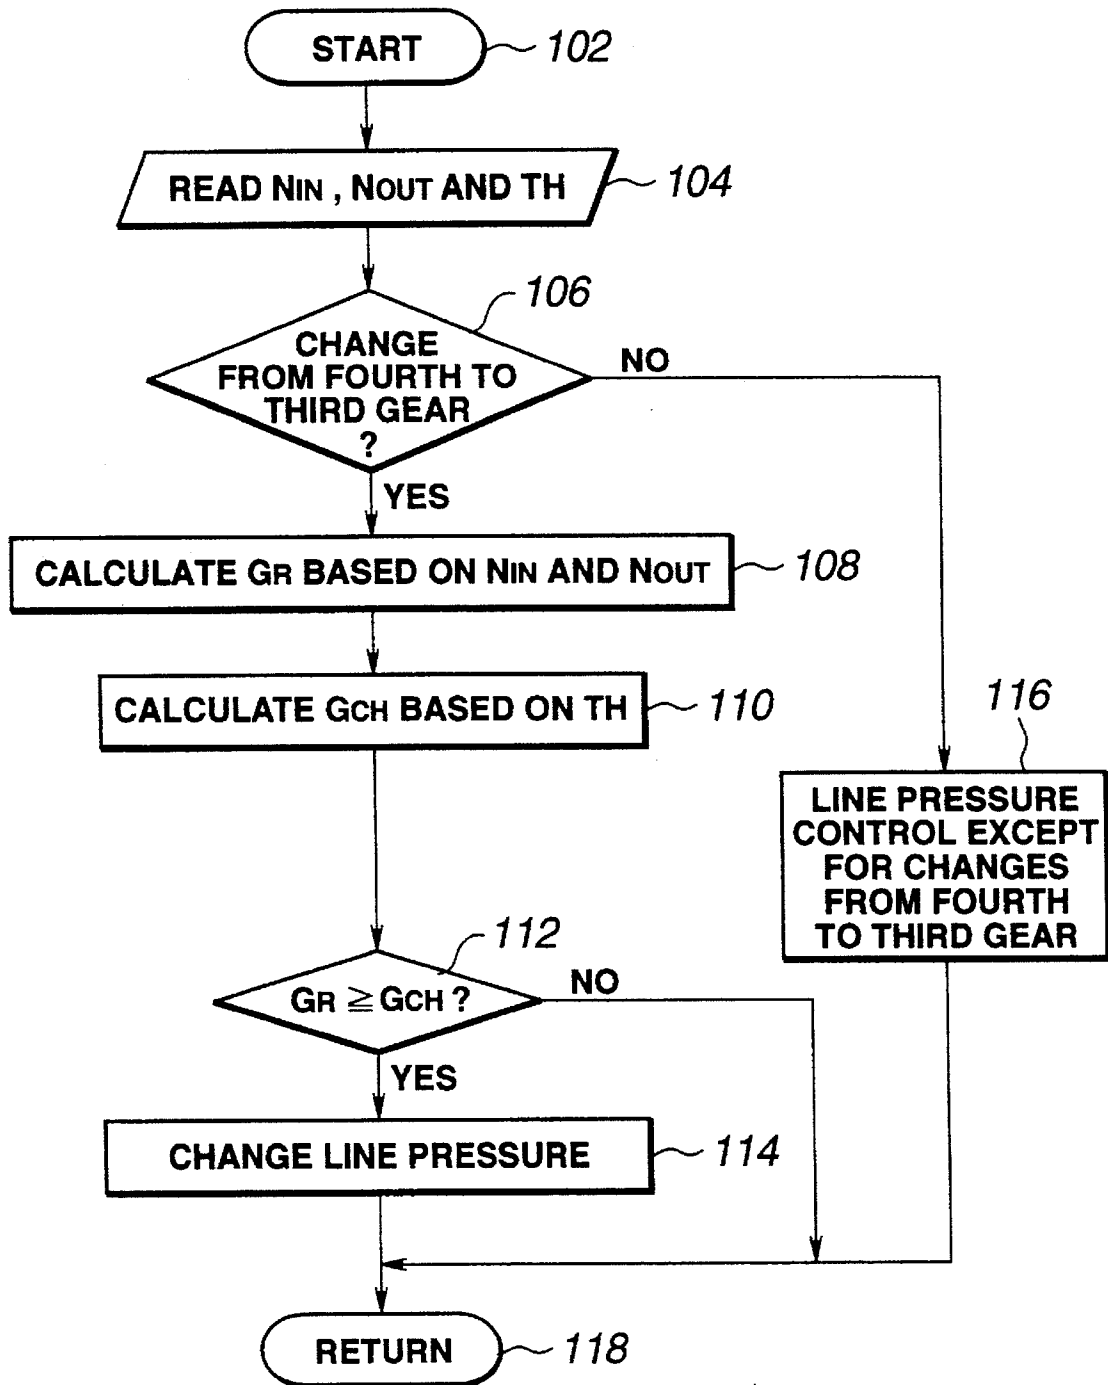 START
102
READ NIN , NOUT AND TH
104
106
CHANGE
FROM FOURTH TO
THIRD GEAR
?
NO
YES
CALCULATE GR BASED ON NIN AND NOUT
108
CALCULATE GCH BASED ON TH
110
116
LINE PRESSURE
CONTROL EXCEPT
FOR CHANGES
FROM FOURTH
TO THIRD GEAR
112
GR ≧ GCH ?
NO
YES
CHANGE LINE PRESSURE
114
RETURN
118